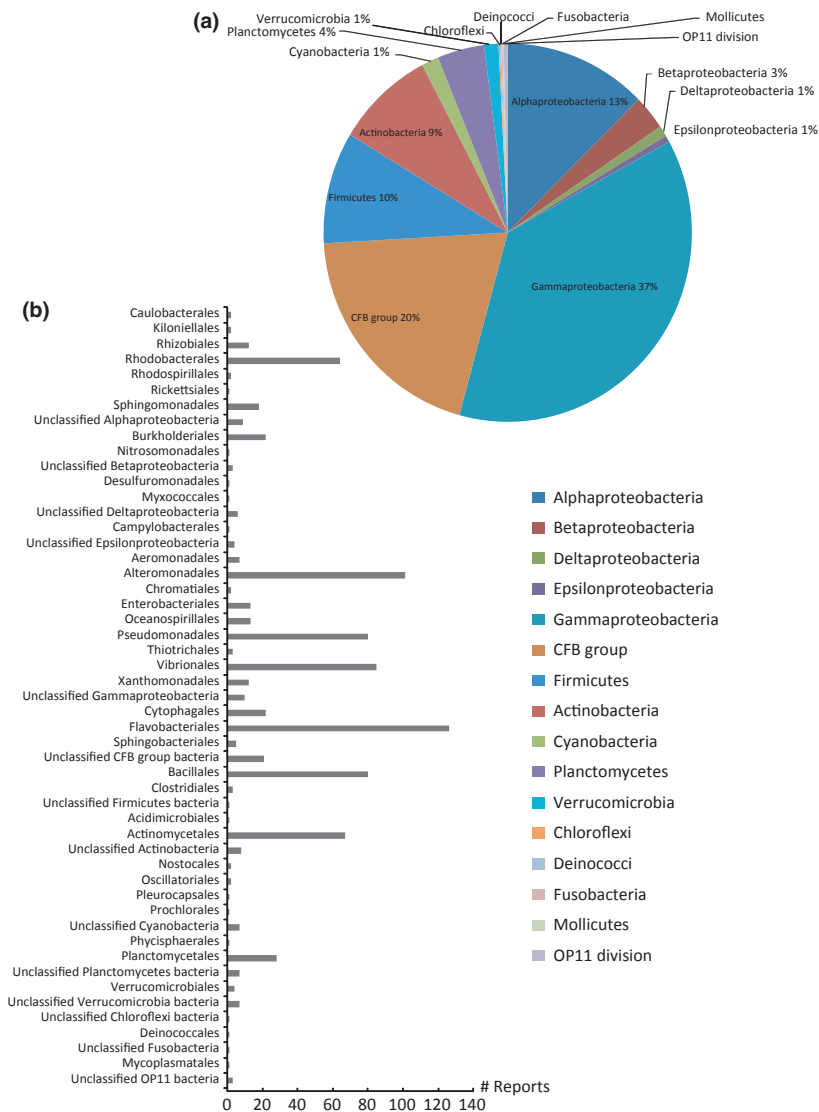 (a)
Verrucomicrobia 1%
Planctomycetes 4%
Cyanobacteria 1%
Chloroflexi
Deinococci
Fusobacteria
Mollicutes
OP11 division
Betaproteobacteria 3%
Deltaproteobacteria 1%
Epsilonproteobacteria 1%
Alphaproteobacteria 13%
Actinobacteria 9%
Firmicutes 10%
CFB group 20%
Gammaproteobacteria 37%
(b)
Caulobacterales
Kiloniellales
Rhizobiales
Rhodobacterales
Rhodospirillales
Rickettsiales
Sphingomonadales
Unclassified Alphaproteobacteria
Burkholderiales
Nitrosomonadales
Unclassified Betaproteobacteria
Desulfuromonadales
Myxococcales
Unclassified Deltaproteobacteria
Campylobacterales
Unclassified Epsilonproteobacteria
Aeromonadales
Alteromonadales
Chromatiales
Enterobacteriales
Oceanospirillales
Pseudomonadales
Thiotrichales
Vibrionales
Xanthomonadales
Unclassified Gammaproteobacteria
Cytophagales
Flavobacteriales
Sphingobacteriales
Unclassified CFB group bacteria
Bacillales
Clostridiales
Unclassified Firmicutes bacteria
Acidimicrobiales
Actinomycetales
Unclassified Actinobacteria
Nostocales
Oscillatoriales
Pleurocapsales
Prochlorales
Unclassified Cyanobacteria
Phycisphaerales
Planctomycetales
Unclassified Planctomycetes bacteria
Verrucomicrobiales
Unclassified Verrucomicrobia bacteria
Unclassified Chloroflexi bacteria
Deinococcales
Unclassified Fusobacteria
Mycoplasmatales
Unclassified OP11 bacteria
0 20 40 60 80 100 120 140
# Reports
Alphaproteobacteria
Betaproteobacteria
Deltaproteobacteria
Epsilonproteobacteria
Gammaproteobacteria
CFB group
Firmicutes
Actinobacteria
Cyanobacteria
Planctomycetes
Verrucomicrobia
Chloroflexi
Deinococci
Fusobacteria
Mollicutes
OP11 division